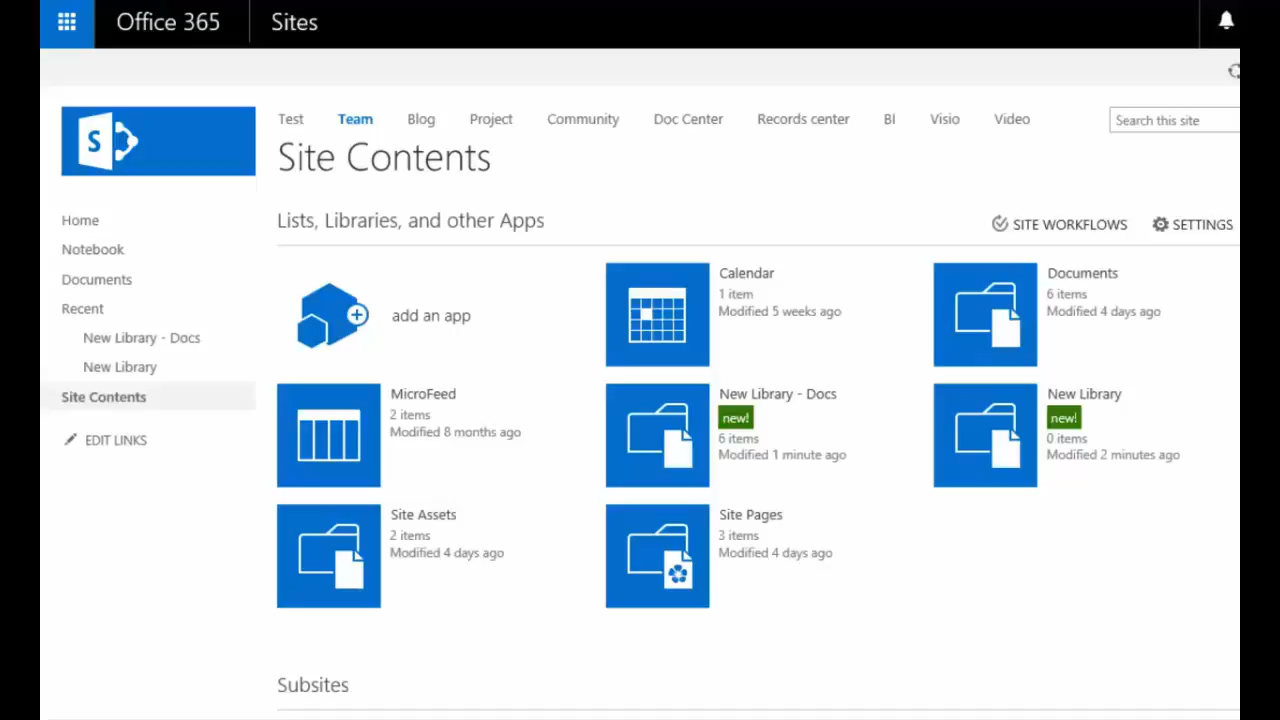 Office 365
Sites
Test
Team
Blog
Project
Community
Doc Center
Records center
BI
Visio
Video
Search this site
S
Site Contents
Home
Notebook
Documents
Recent
New Library - Docs
New Library
Site Contents
EDIT LINKS
Lists, Libraries, and other Apps
SITE WORKFLOWS
SETTINGS
add an app
Calendar
1 item
Modified 5 weeks ago
Documents
6 items
Modified 4 days ago
MicroFeed
2 items
Modified 8 months ago
New Library - Docs
new!
6 items
Modified 1 minute ago
New Library
new!
0 items
Modified 2 minutes ago
Site Assets
2 items
Modified 4 days ago
Site Pages
3 items
Modified 4 days ago
Subsites